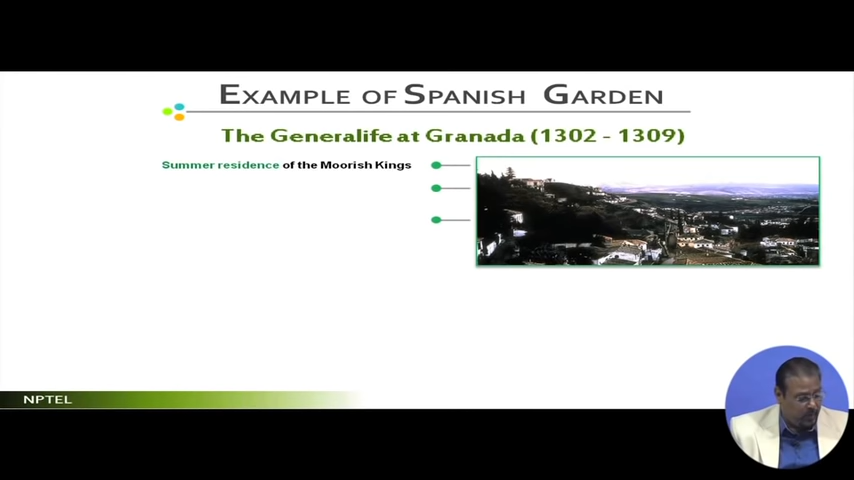 EXAMPLE OF SPANISH GARDEN
The Generalife at Granada (1302 - 1309)
Summer residence of the Moorish Kings
NPTEL